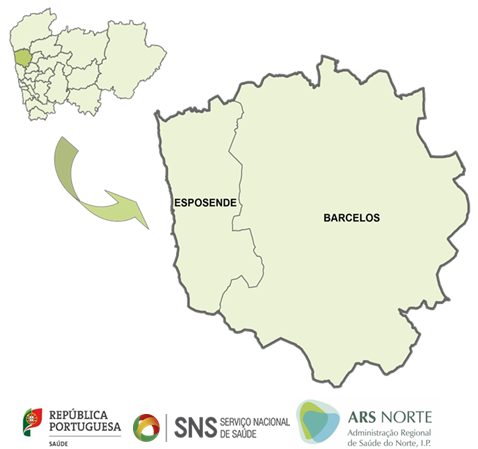 ESPOSENDE
BARCELOS
REPÚBLICA
PORTUGUESA
SAÚDE
SNS SERVIÇO NACIONAL
DE SAÚDE
ARS NORTE
Administração Regional
de Saúde do Norte, I.P.